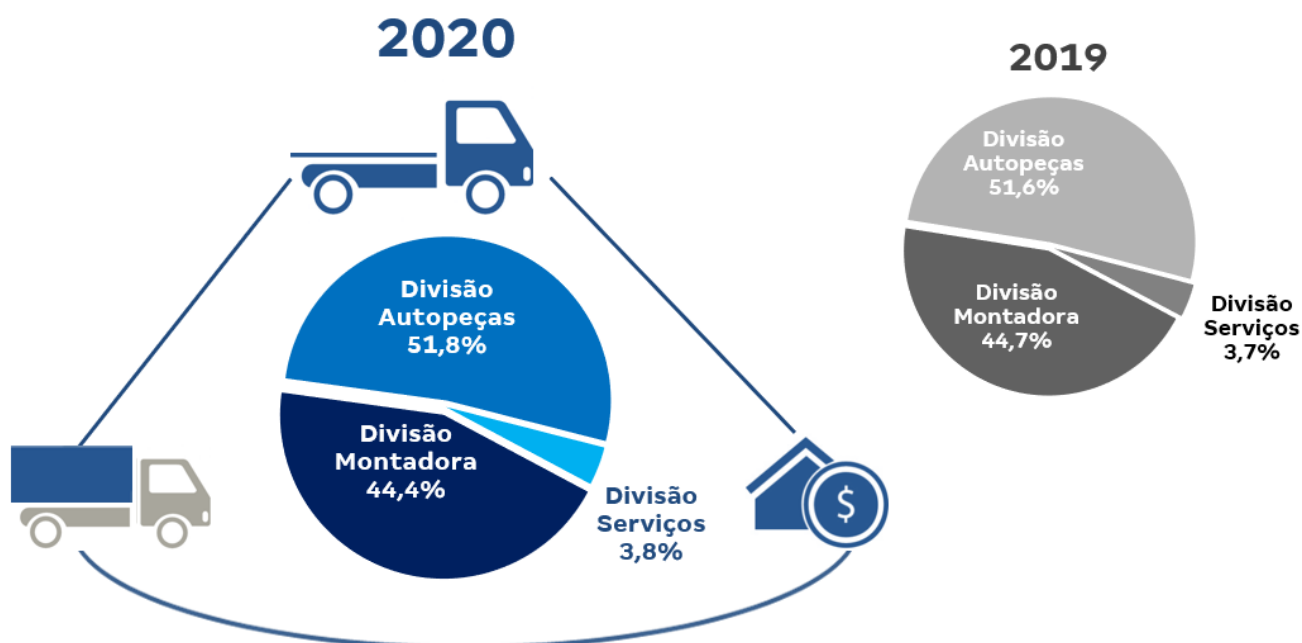 2020
Divisão
Autopeças
51,8%
Divisão
Montadora
44,4%
Divisão
Serviços
3,8%
$
2019
Divisão
Autopeças
51,6%
Divisão
Montadora
44,7%
Divisão
Serviços
3,7%